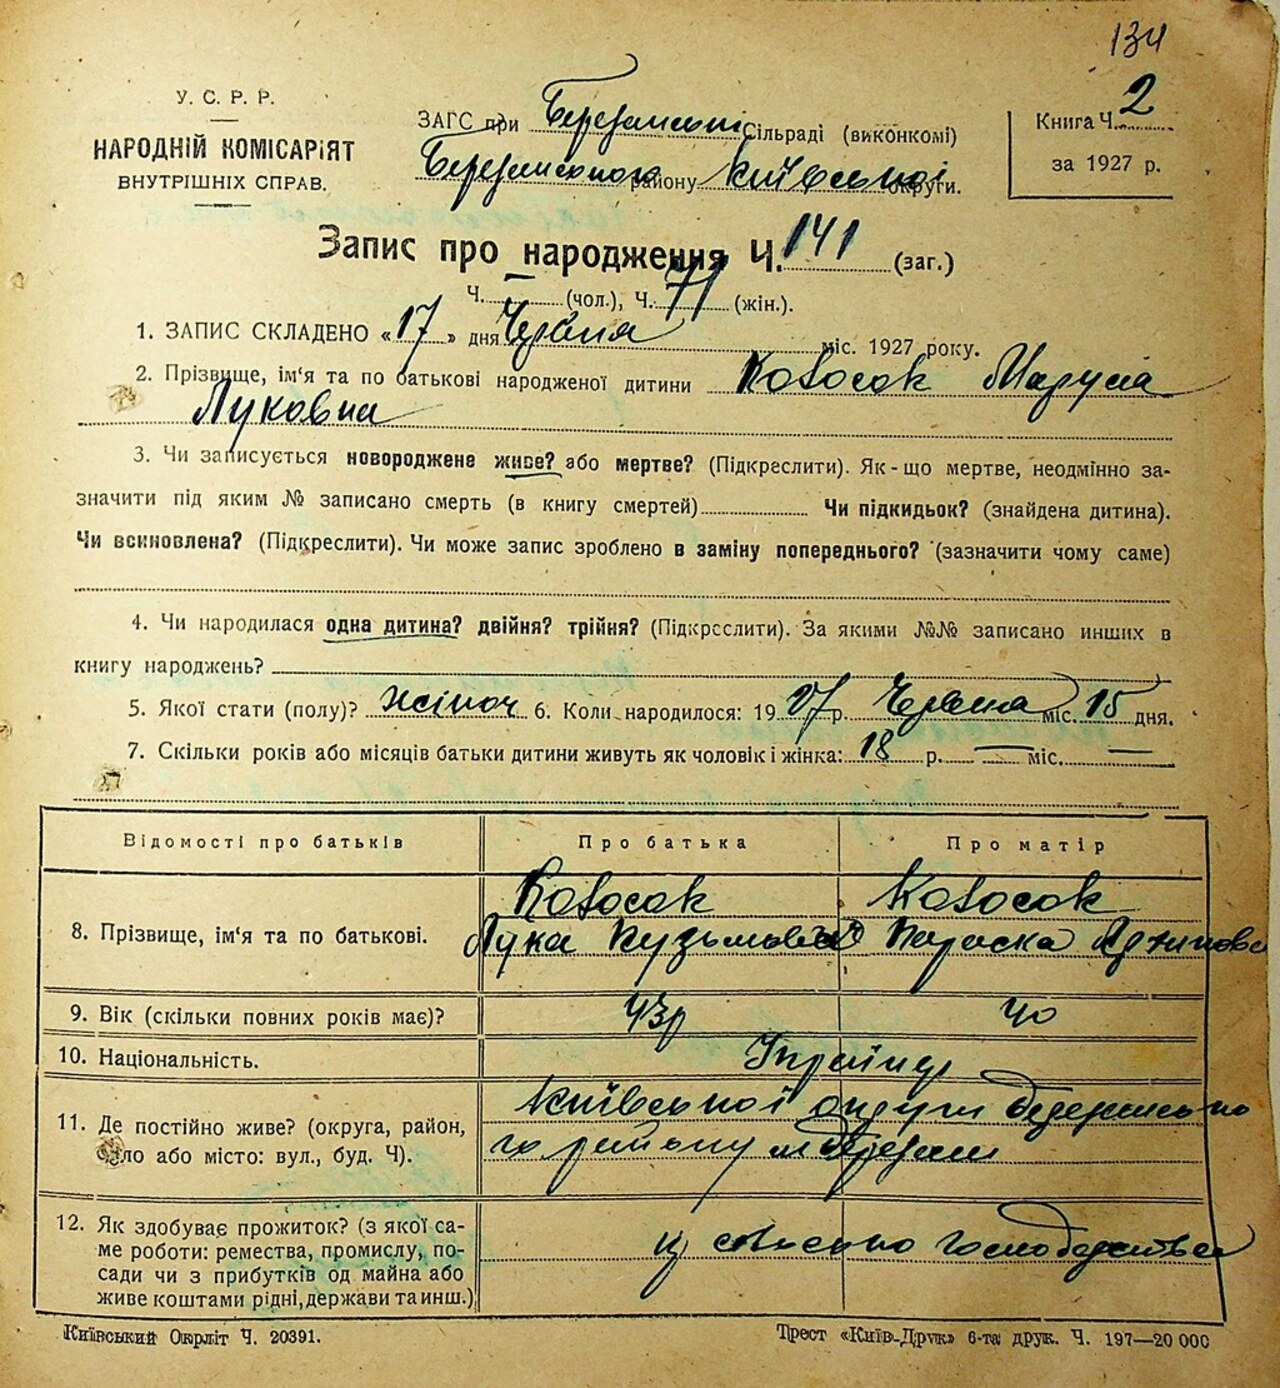 134
У. С. Р. Р.
НАРОДНІЙ КОМІСАРІЯТ
ВНУТРІШНІХ СПРАВ.
ЗАГС при Березанській Сільраді (виконкомі)
Березанського району Київської округи.
Книга Ч. 2
за 1927 р.
Запис про народження Ч. 141 (заг.)
Ч. — (чол.), Ч. 71 (жін.).
1. ЗАПИС СКЛАДЕНО «17» дня Червня міс. 1927 року.
2. Прізвище, ім'я та по батькові народженої дитини Колосок Маруся
Луковна
3. Чи записується новороджене живе? або мертве? (Підкреслити). Як-що мертве, неодмінно за-
значити під яким № записано смерть (в книгу смертей) Чи підкидьок? (знайдена дитина).
Чи всиновлена? (Підкреслити). Чи може запис зроблено в заміну попереднього? (зазначити чому саме)
4. Чи народилася одна дитина? двійня? трійня? (Підкреслити). За якими №№ записано инших в
книгу народжень?
5. Якої стати (полу)? жіноч 6. Коли народилося: 1927 р. Червня міс. 15 дня.
7. Скільки років або місяців батьки дитини живуть як чоловік і жінка: 18 р. — міс. —
Відомості про батьків Про батька Про матір
8. Прізвище, ім'я та по батькові.
Колосок Колосок
Лука Кузьмович Параска
9. Вік (скільки повних років має)? 43р 40
10. Національність. Українці
11. Де постійно живе? (округа, район,
село або місто: вул., буд. Ч).
Київської округи Березансько
го району м Березань
12. Як здобуває прожиток? (з якої са-
ме роботи: ремества, промислу, по-
сади чи з прибутків од майна або
живе коштами рідні, держави та инш.)
господарства
Київський Окрліт Ч. 20391.
Трест «Київ-Друк» 6-та друк. Ч. 197—20 000